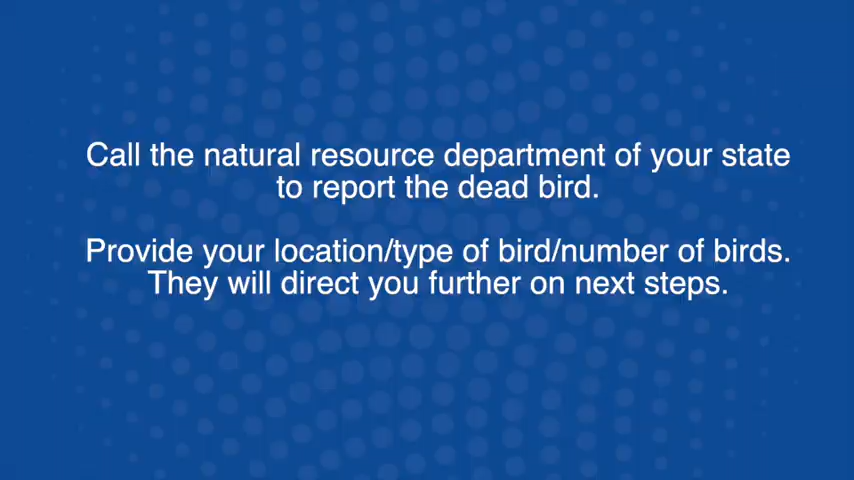 Call the natural resource department of your state
to report the dead bird.
Provide your location/type of bird/number of birds.
They will direct you further on next steps.